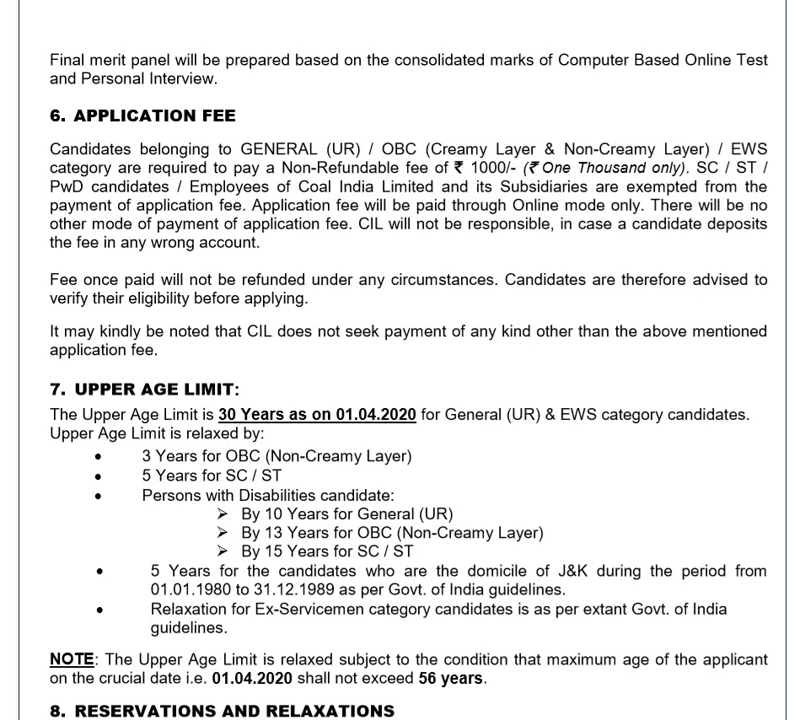 Final merit panel will be prepared based on the consolidated marks of Computer Based Online Test
and Personal Interview.
6. APPLICATION FEE
Candidates belonging to GENERAL (UR) / OBC (Creamy Layer & Non-Creamy Layer) / EWS
category are required to pay a Non-Refundable fee of ₹ 1000/- (₹ One Thousand only). SC / ST /
PwD candidates / Employees of Coal India Limited and its Subsidiaries are exempted from the
payment of application fee. Application fee will be paid through Online mode only. There will be no
other mode of payment of application fee. CIL will not be responsible, in case a candidate deposits
the fee in any wrong account.
Fee once paid will not be refunded under any circumstances. Candidates are therefore advised to
verify their eligibility before applying.
It may kindly be noted that CIL does not seek payment of any kind other than the above mentioned
application fee.
7. UPPER AGE LIMIT:
The Upper Age Limit is 30 Years as on 01.04.2020 for General (UR) & EWS category candidates.
Upper Age Limit is relaxed by:
• 3 Years for OBC (Non-Creamy Layer)
• 5 Years for SC / ST
• Persons with Disabilities candidate:
➢ By 10 Years for General (UR)
➢ By 13 Years for OBC (Non-Creamy Layer)
➢ By 15 Years for SC / ST
• 5 Years for the candidates who are the domicile of J&K during the period from
01.01.1980 to 31.12.1989 as per Govt. of India guidelines.
• Relaxation for Ex-Servicemen category candidates is as per extant Govt. of India
guidelines.
NOTE: The Upper Age Limit is relaxed subject to the condition that maximum age of the applicant
on the crucial date i.e. 01.04.2020 shall not exceed 56 years.
8. RESERVATIONS AND RELAXATIONS